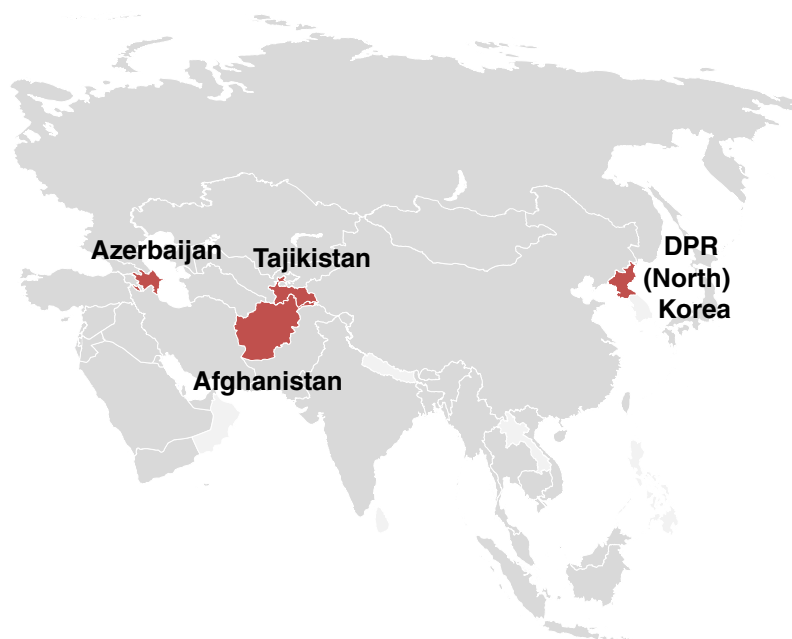 Azerbaijan
Tajikistan
DPR
(North)
Korea
Afghanistan